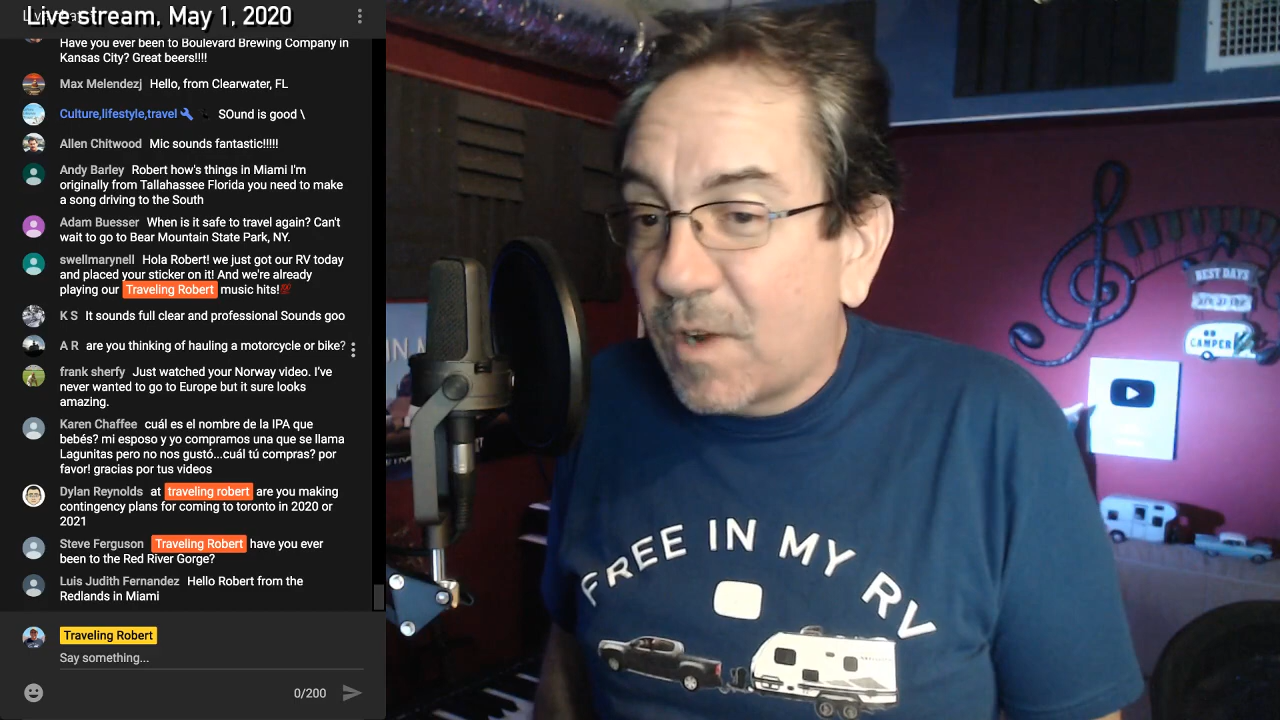 Live stream, May 1, 2020
Have you ever been to Boulevard Brewing Company in
Kansas City? Great beers!!!!
Max Melendezj Hello, from Clearwater, FL
Culture,lifestyle,travel SOund is good \
Allen Chitwood Mic sounds fantastic!!!!!
Andy Barley Robert how's things in Miami I'm
originally from Tallahassee Florida you need to make
a song driving to the South
Adam Buesser When is it safe to travel again? Can't
wait to go to Bear Mountain State Park, NY.
swellmarynell Hola Robert! we just got our RV today
and placed your sticker on it! And we're already
playing our Traveling Robert music hits!💯
K S It sounds full clear and professional Sounds goo
A R are you thinking of hauling a motorcycle or bike?
frank sherfy Just watched your Norway video. I've
never wanted to go to Europe but it sure looks
amazing.
Karen Chaffee cuál es el nombre de la IPA que
bebés? mi esposo y yo compramos una que se llama
Lagunitas pero no nos gustó...cuál tú compras? por
favor! gracias por tus videos
Dylan Reynolds at traveling robert are you making
contingency plans for coming to toronto in 2020 or
2021
Steve Ferguson Traveling Robert have you ever
been to the Red River Gorge?
Luis Judith Fernandez Hello Robert from the
Redlands in Miami
Traveling Robert
Say something...
0/200
FREE IN MY RV
BEST DAYS
are at the
CAMPER
IN M